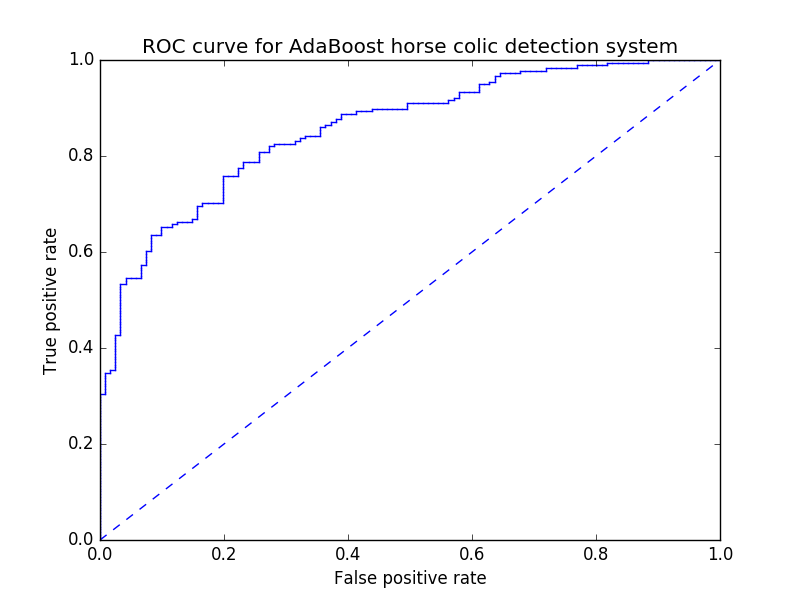 ROC curve for AdaBoost horse colic detection system
1.0
0.8
0.6
0.4
0.2
0.0
True positive rate
0.0 0.2 0.4 0.6 0.8 1.0
False positive rate